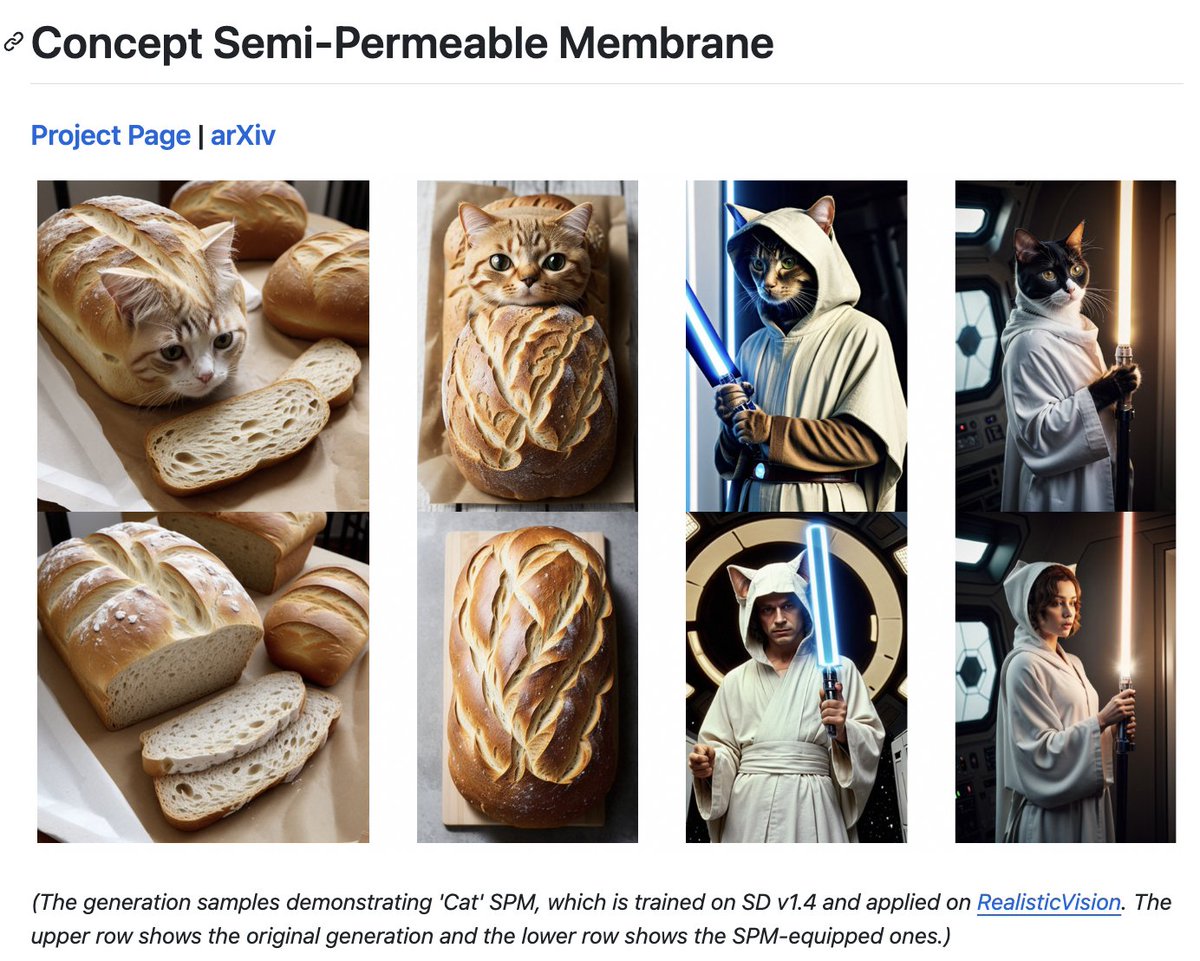 Concept Semi-Permeable Membrane
Project Page | arXiv
(The generation samples demonstrating 'Cat' SPM, which is trained on SD v1.4 and applied on RealisticVision. The
upper row shows the original generation and the lower row shows the SPM-equipped ones.)